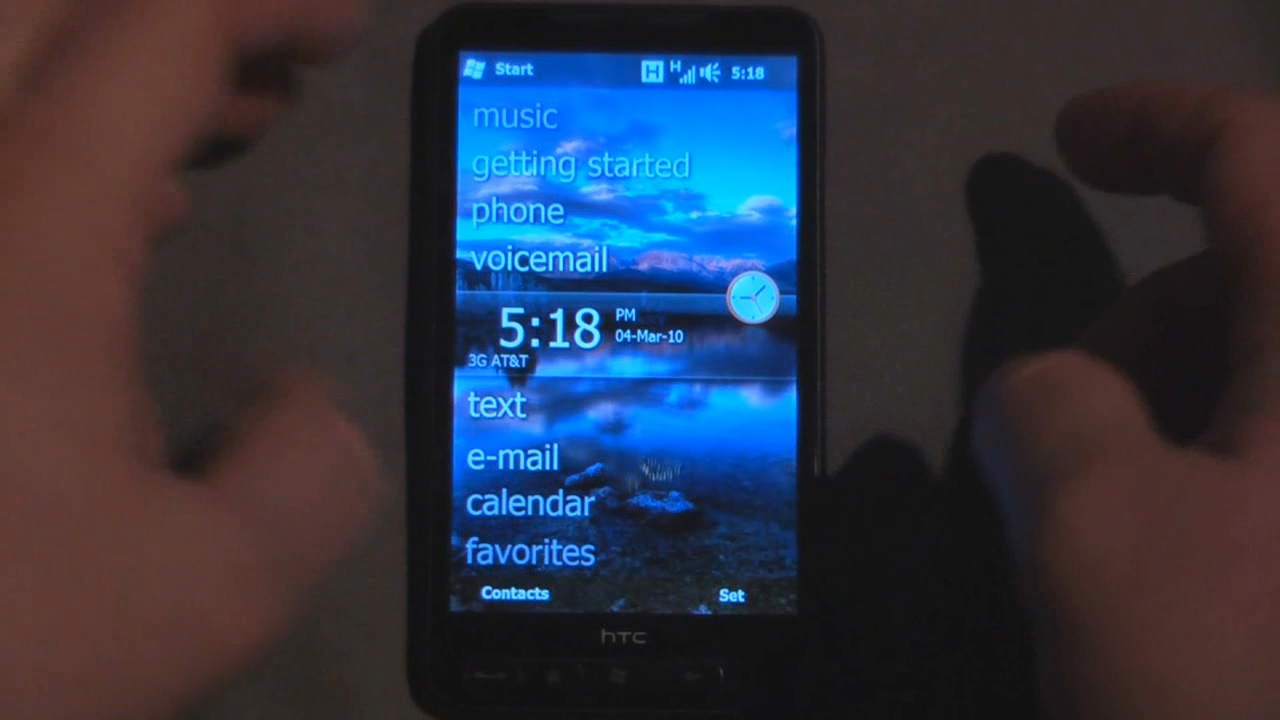 Start H H 5:18
music
getting started
phone
voicemail
5:18 PM
04-Mar-10
3G AT&T
text
e-mail
calendar
favorites
Contacts Set
hTC